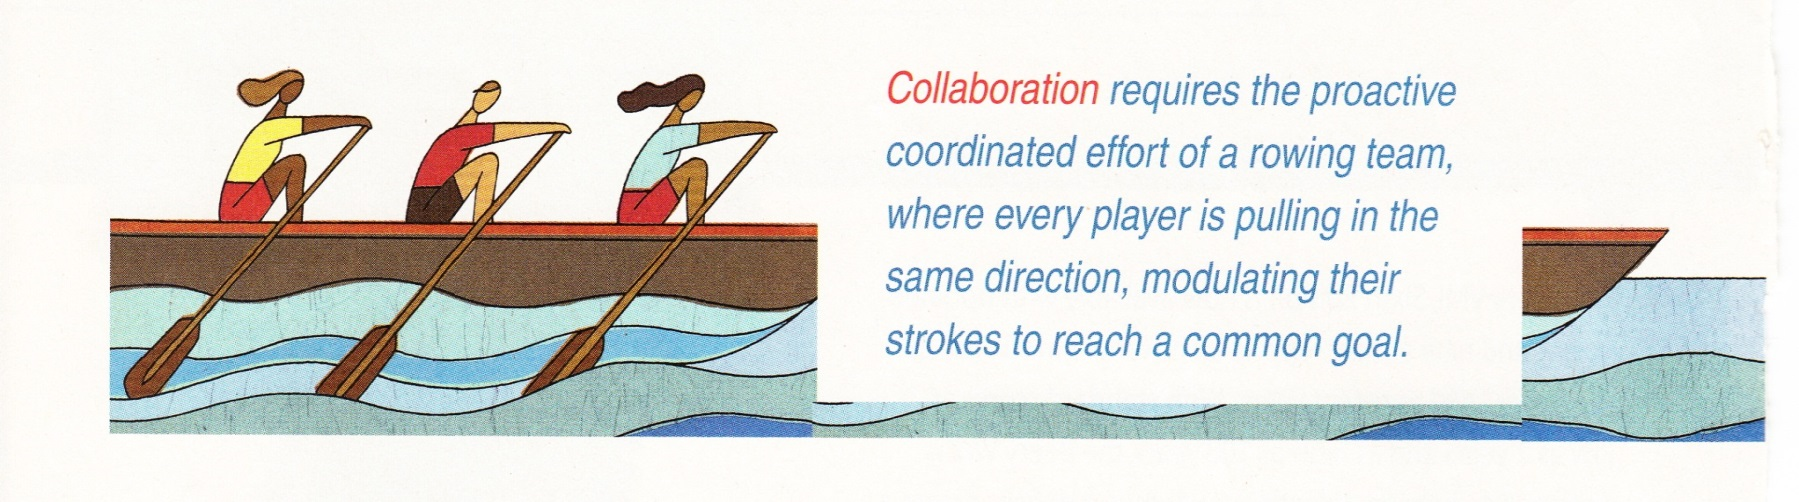 Collaboration requires the proactive
coordinated effort of a rowing team,
where every player is pulling in the
same direction, modulating their
strokes to reach a common goal.